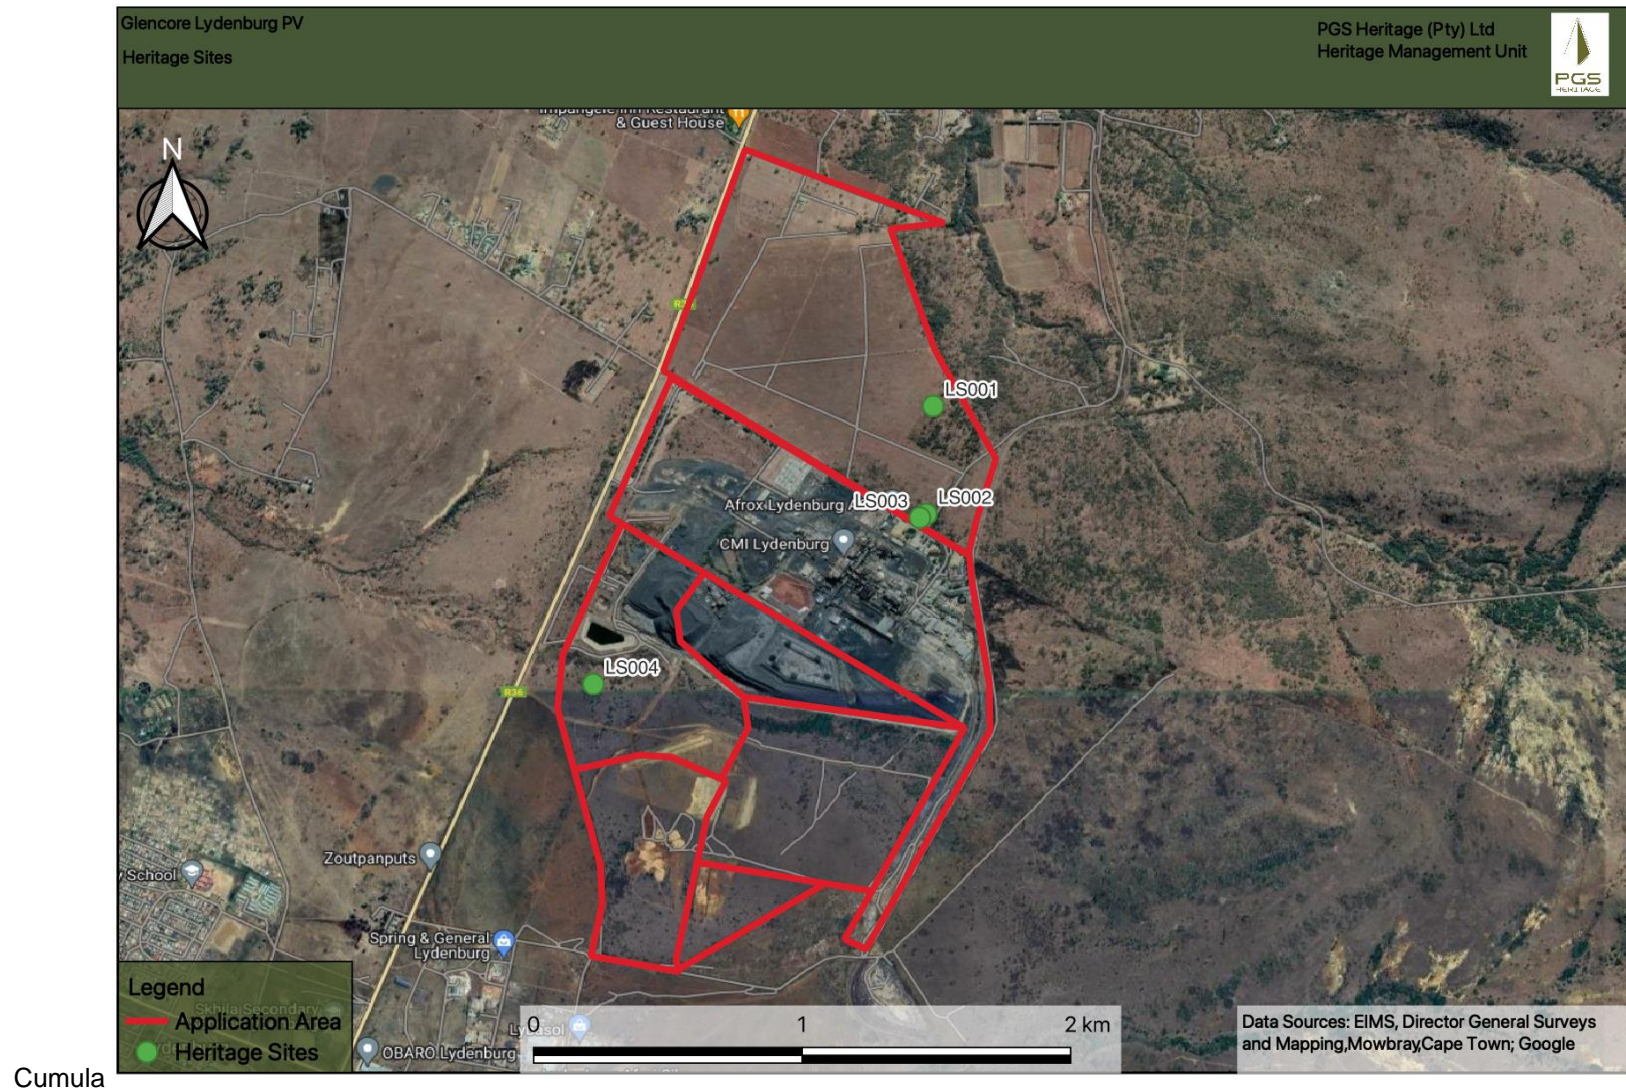 Glencore Lydenburg PV
Heritage Sites
PGS Heritage (Pty) Ltd
Heritage Management Unit
PGS
HERITAGE
& Guest House
N
LS001
LS003
LS002
Afrox Lydenburg
CMI Lydenburg
LS004
R36
Zoutpanputs
School
Spring & General
Lydenburg
Legend
Application Area
Heritage Sites
0 1 2 km
OBARO Lydenburg
Data Sources: EIMS, Director General Surveys
and Mapping,Mowbray,Cape Town; Google
Cumula